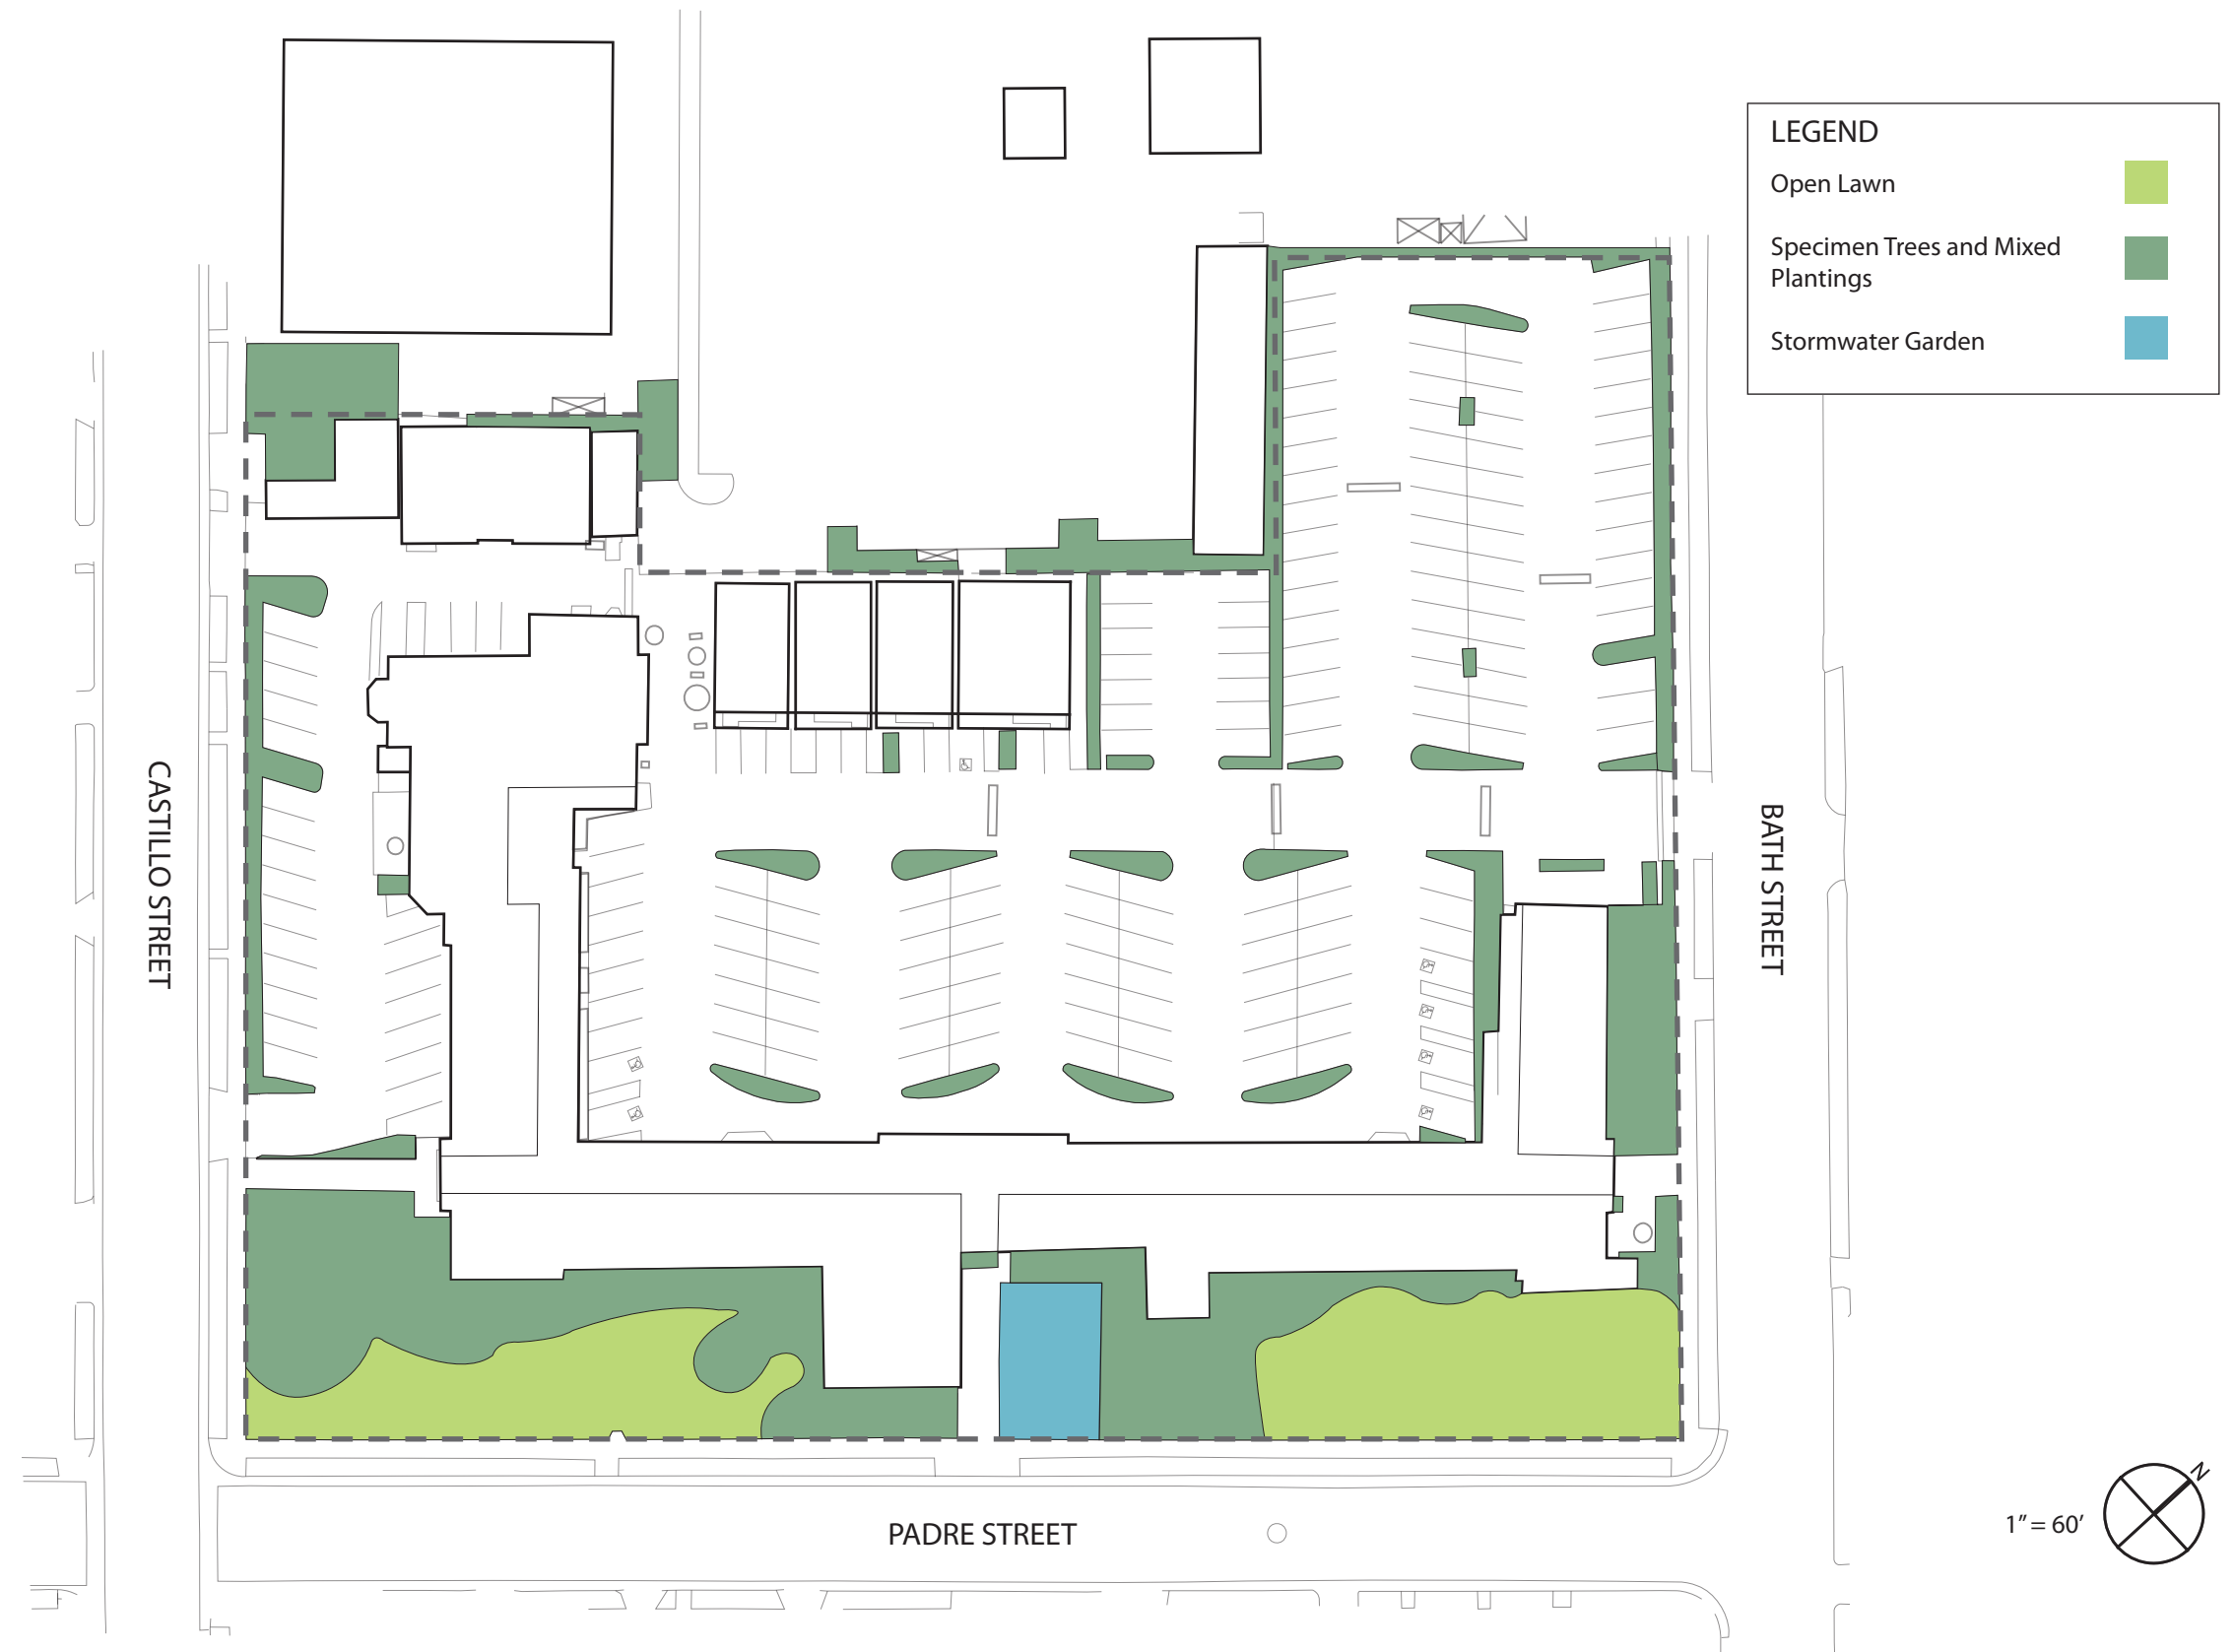 LEGEND
Open Lawn
Specimen Trees and Mixed
Plantings
Stormwater Garden
CASTILLO STREET
BATH STREET
PADRE STREET
1” = 60’
N